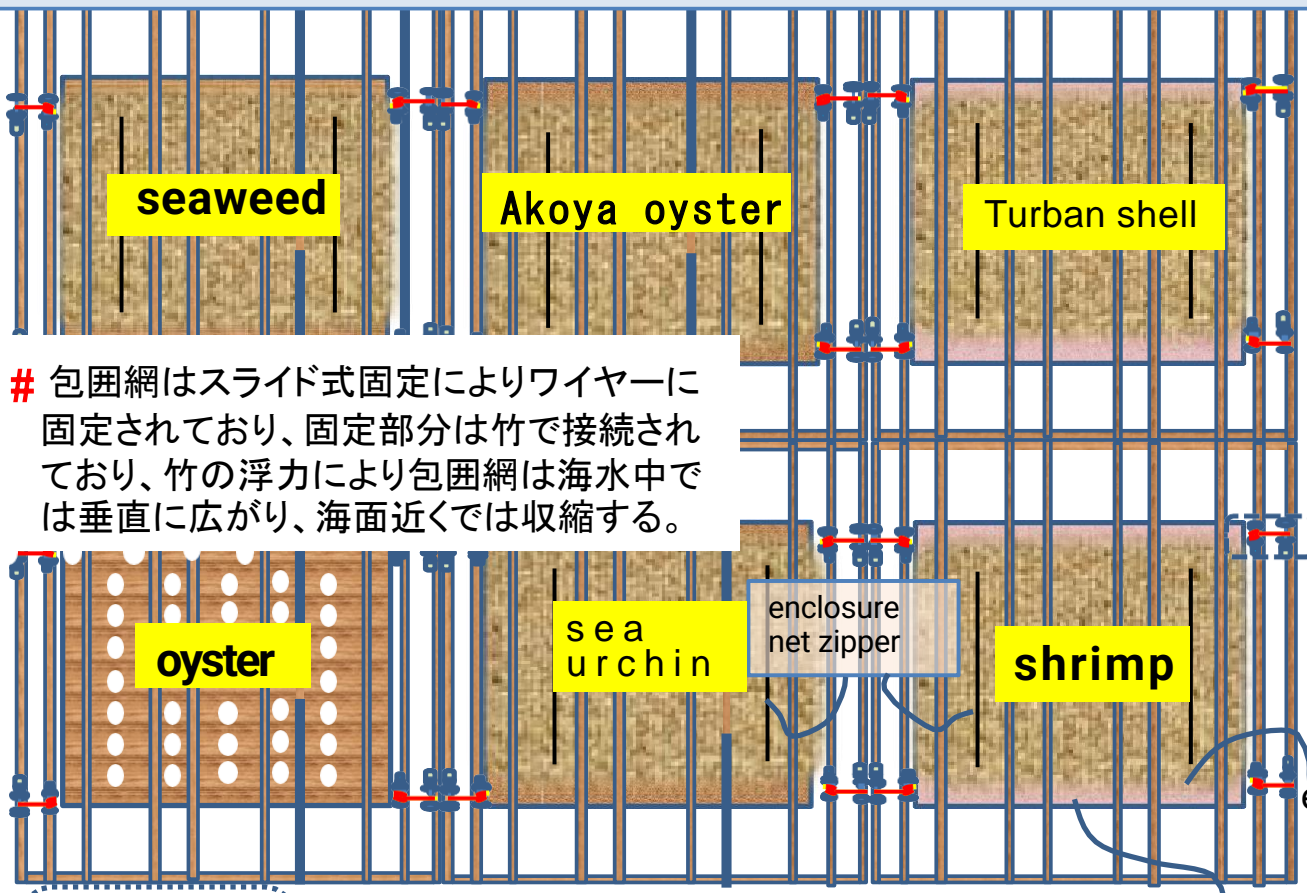 seaweed
Akoya oyster
Turban shell
# 包囲網はスライド式固定によりワイヤーに
固定されており、固定部分は竹で接続され
ており、竹の浮力により包囲網は海水中で
は垂直に広がり、海面近くでは収縮する。
oyster
sea
urchin
enclosure
net zipper
shrimp
e